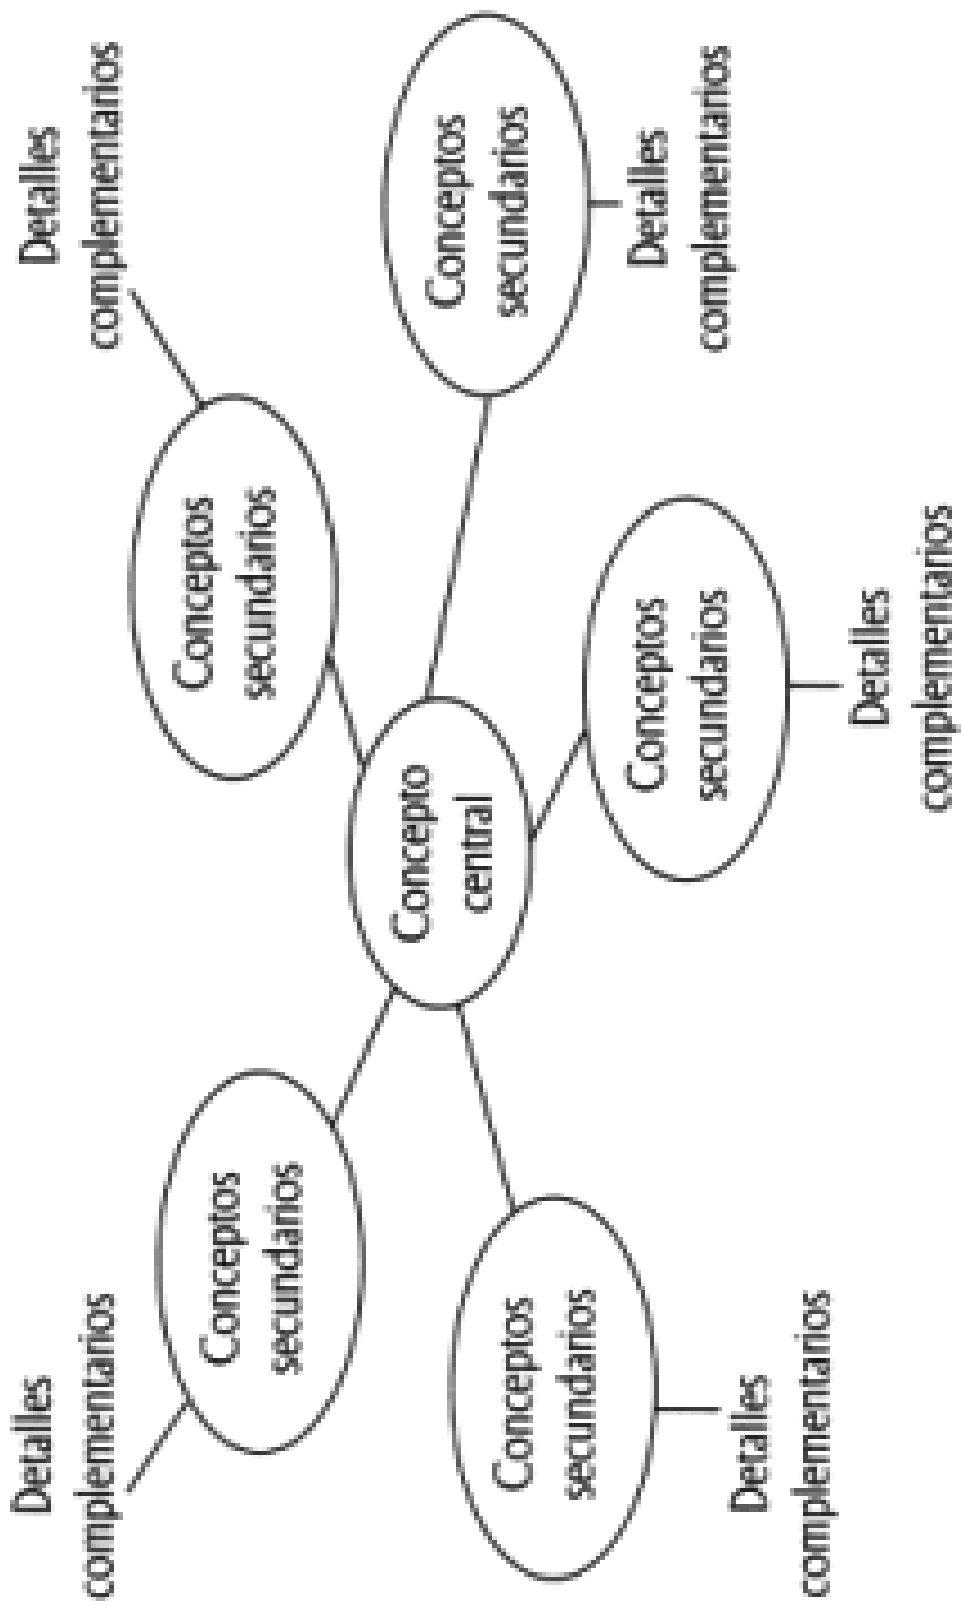 Detalles
complementarios
Conceptos
secundarios
Detalles
complementarios
Conceptos
secundarios
Concepto
central
Conceptos
secundarios
Detalles
complementarios
Conceptos
secundarios
Detalles
complementarios
Conceptos
secundarios
Detalles
complementarios